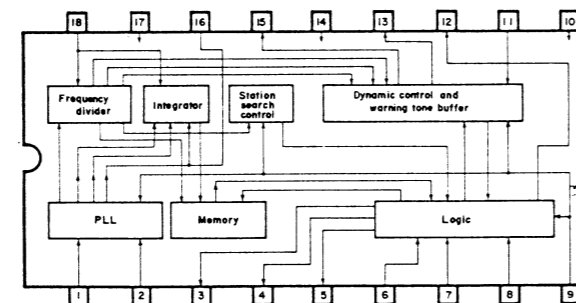 18 17 16 15 14 13 12 11 10
Frequency
divider
Integrator
Station
search
control
Dynamic control and
warning tone buffer
PLL
Memory
Logic
1 2 3 4 5 6 7 8 9